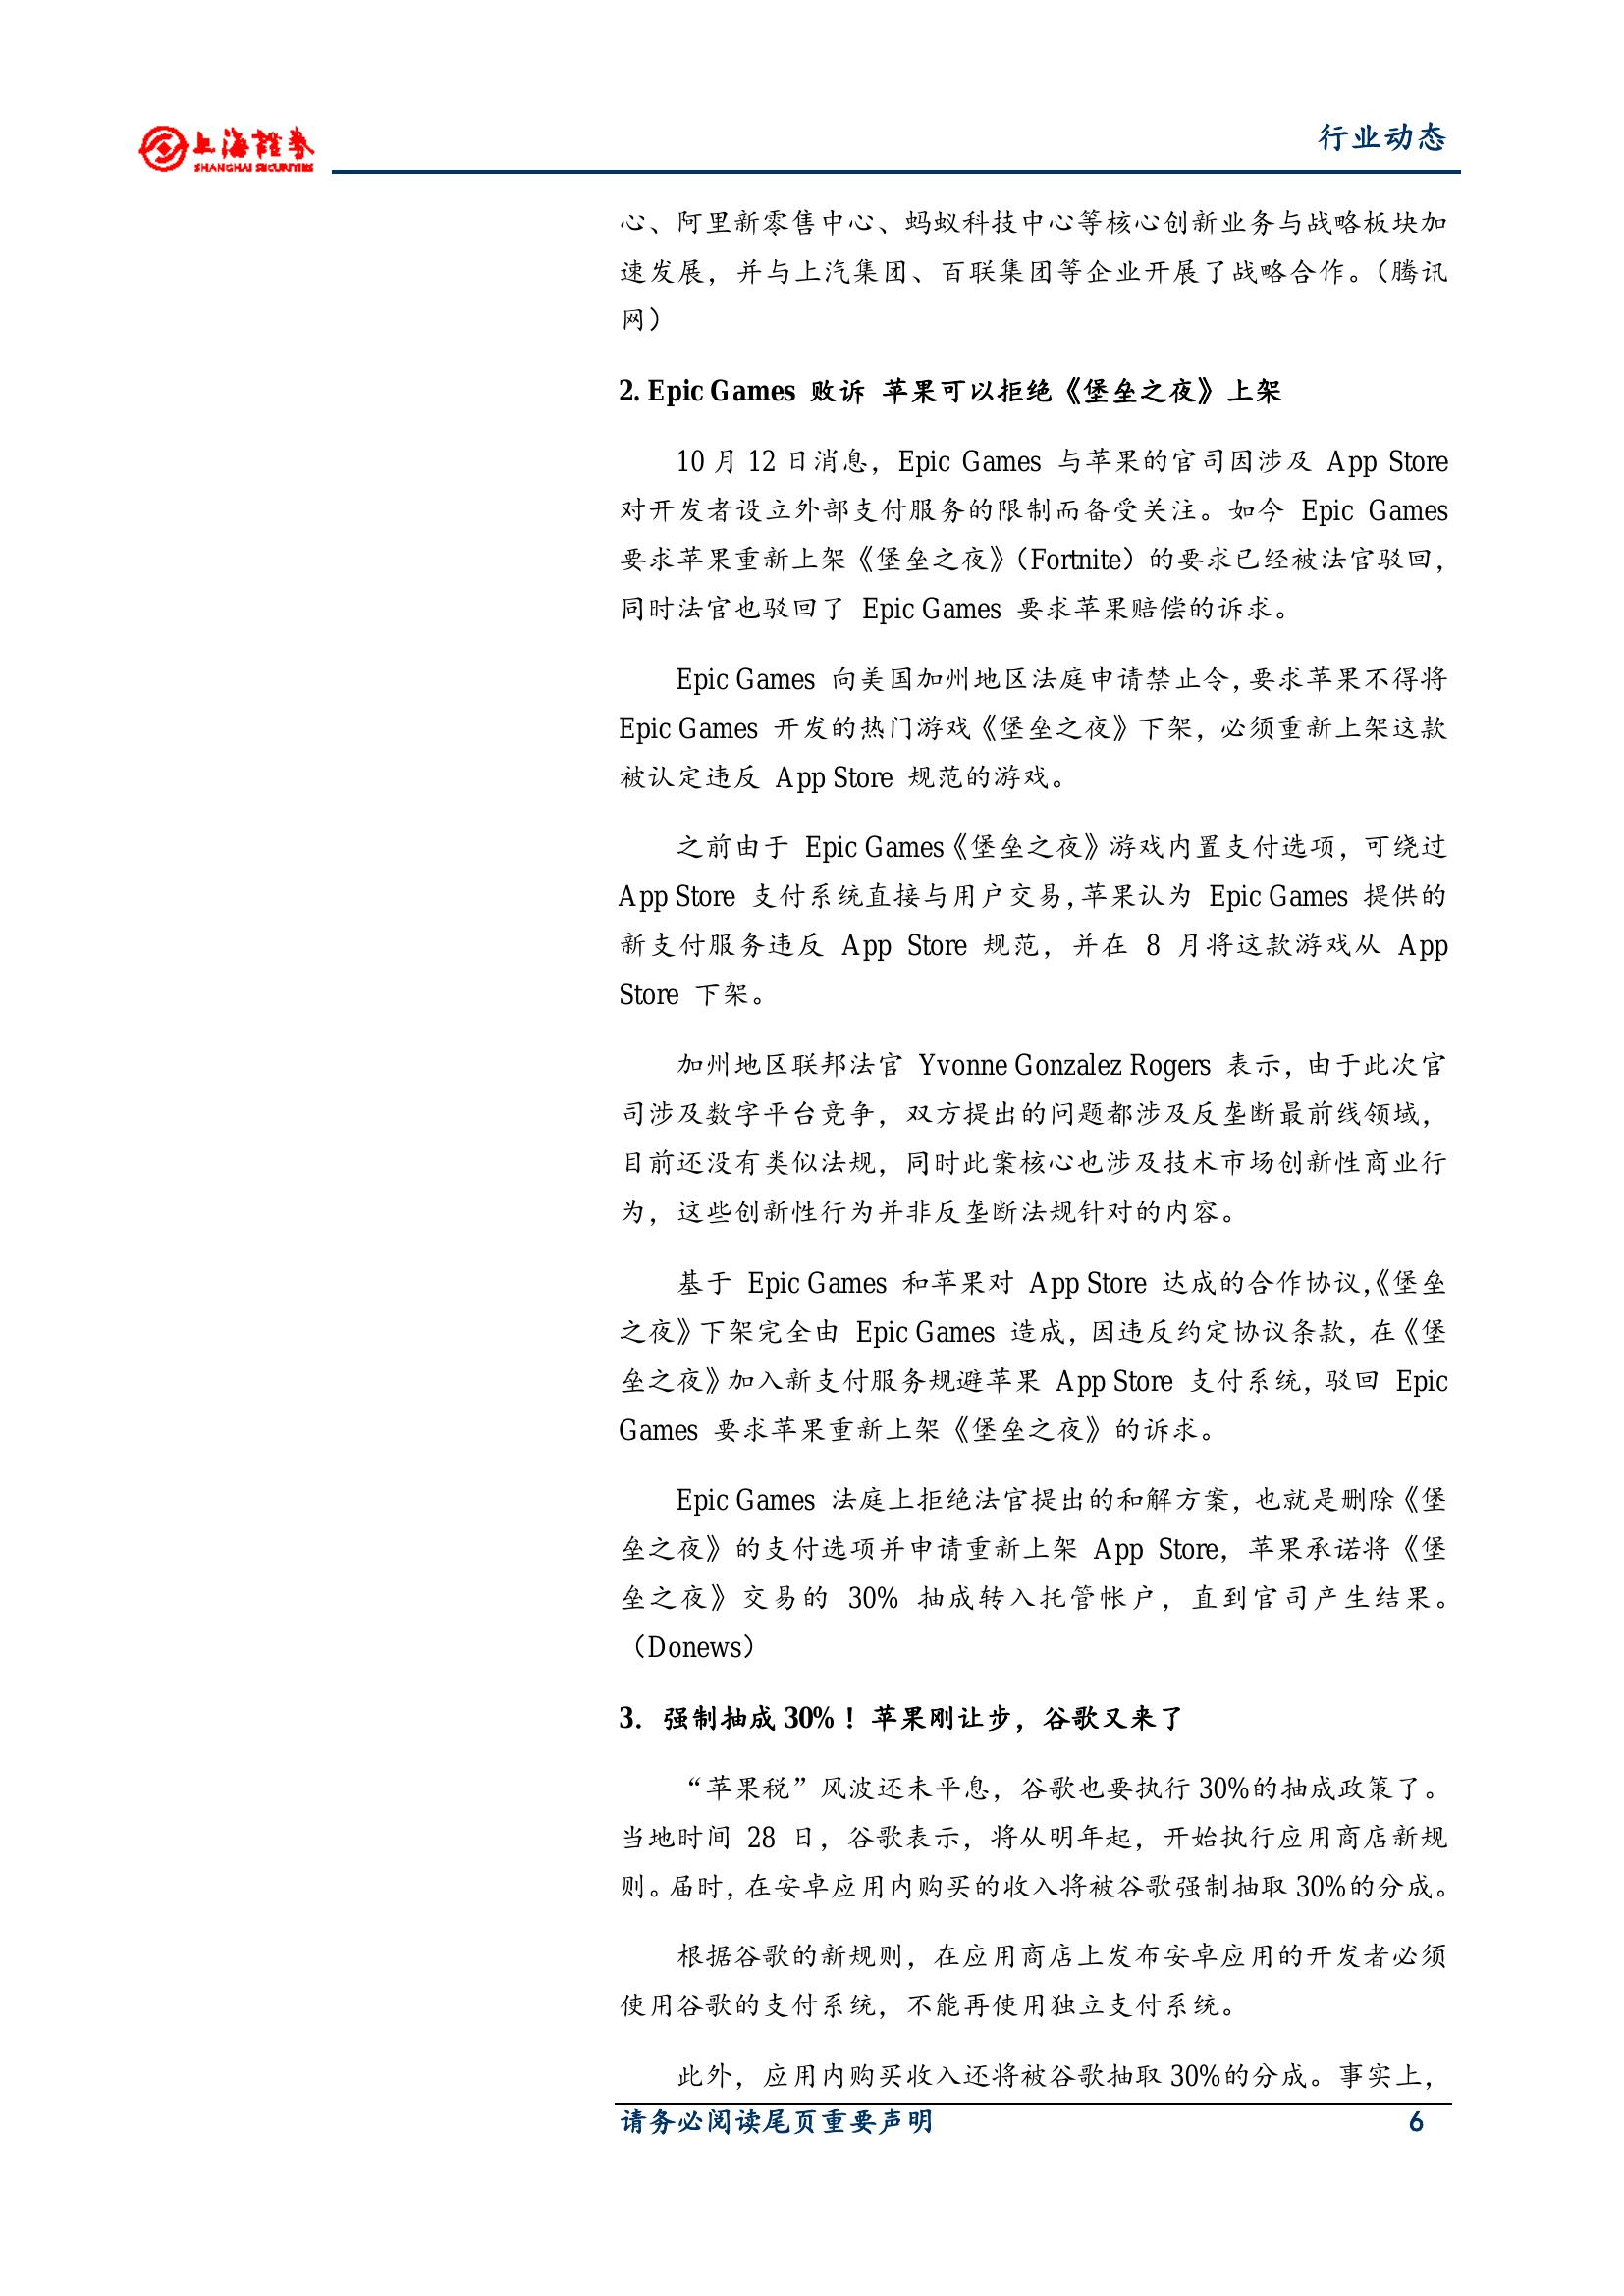 上海證券
SHANGHAI SECURITIES
行业动态
心、阿里新零售中心、蚂蚁科技中心等核心创新业务与战略板块加
速发展，并与上汽集团、百联集团等企业开展了战略合作。（腾讯
网）
2. Epic Games 败诉 苹果可以拒绝《堡垒之夜》上架
10 月 12 日消息，Epic Games 与苹果的官司因涉及 App Store
对开发者设立外部支付服务的限制而备受关注。如今 Epic Games
要求苹果重新上架《堡垒之夜》（Fortnite）的要求已经被法官驳回，
同时法官也驳回了 Epic Games 要求苹果赔偿的诉求。
Epic Games 向美国加州地区法庭申请禁止令，要求苹果不得将
Epic Games 开发的热门游戏《堡垒之夜》下架，必须重新上架这款
被认定违反 App Store 规范的游戏。
之前由于 Epic Games《堡垒之夜》游戏内置支付选项，可绕过
App Store 支付系统直接与用户交易，苹果认为 Epic Games 提供的
新支付服务违反 App Store 规范，并在 8 月将这款游戏从 App
Store 下架。
加州地区联邦法官 Yvonne Gonzalez Rogers 表示，由于此次官
司涉及数字平台竞争，双方提出的问题都涉及反垄断最前线领域，
目前还没有类似法规，同时此案核心也涉及技术市场创新性商业行
为，这些创新性行为并非反垄断法规针对的内容。
基于 Epic Games 和苹果对 App Store 达成的合作协议，《堡垒
之夜》下架完全由 Epic Games 造成，因违反约定协议条款，在《堡
垒之夜》加入新支付服务规避苹果 App Store 支付系统，驳回 Epic
Games 要求苹果重新上架《堡垒之夜》的诉求。
Epic Games 法庭上拒绝法官提出的和解方案，也就是删除《堡
垒之夜》的支付选项并申请重新上架 App Store，苹果承诺将《堡
垒之夜》交易的 30% 抽成转入托管帐户，直到官司产生结果。
（Donews）
3. 强制抽成 30%！苹果刚让步，谷歌又来了
“苹果税”风波还未平息，谷歌也要执行 30%的抽成政策了。
当地时间 28 日，谷歌表示，将从明年起，开始执行应用商店新规
则。届时，在安卓应用内购买的收入将被谷歌强制抽取 30%的分成。
根据谷歌的新规则，在应用商店上发布安卓应用的开发者必须
使用谷歌的支付系统，不能再使用独立支付系统。
此外，应用内购买收入还将被谷歌抽取 30%的分成。事实上，
请务必阅读尾页重要声明 6